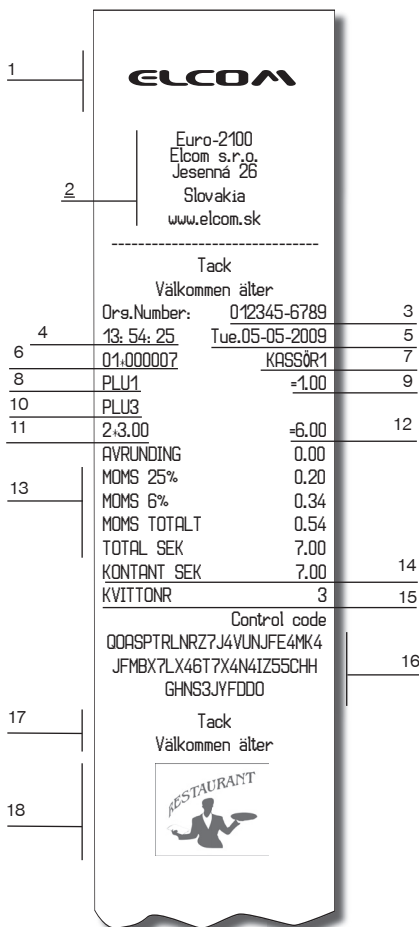 ELCOM
1
Euro-2100
Elcom s.r.o.
Jesenná 26
2
Slovakia
www.elcom.sk
Tack
Välkommen älter
Org.Number: 012345-6789 3
4 13: 54: 25 Tue.05-05-2009 5
6 01*000007 KASSÖR1 7
8 PLU1 =1.00 9
10 PLU3
11 2*3.00 =6.00 12
AVRUNDING 0.00
13 MOMS 25% 0.20
MOMS 6% 0.34
MOMS TOTALT 0.54
TOTAL SEK 7.00
KONTANT SEK 7.00 14
KVITTONR 3 15
Control code
QOASPTRLNRZ7J4VUNJFE4MK4
JFMBX7LX46T7X4N4IZ55CHH 16
GHNS3JYFDDO
17 Tack
Välkommen älter
RESTAURANT
18